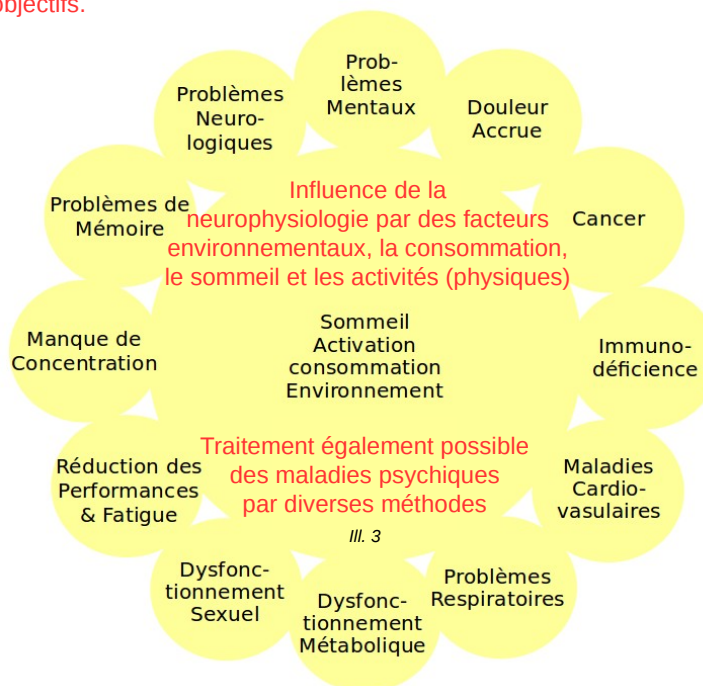 objectifs.
Prob-
lèmes
Mentaux
Problèmes
Neuro-
logiques
Douleur
Accrue
Problèmes de
Mémoire
Influence de la
neurophysiologie par des facteurs
environnementaux, la consommation,
le sommeil et les activités (physiques)
Cancer
Manque de
Concentration
Sommeil
Activation
consommation
Environnement
Immuno-
déficience
Réduction des
Performances
& Fatigue
Traitement également possible
des maladies psychiques
par diverses méthodes
Ill. 3
Maladies
Cardio-
vasulaires
Dysfonc-
tionnement
Sexuel
Dysfonc-
tionnement
Métabolique
Problèmes
Respiratoires